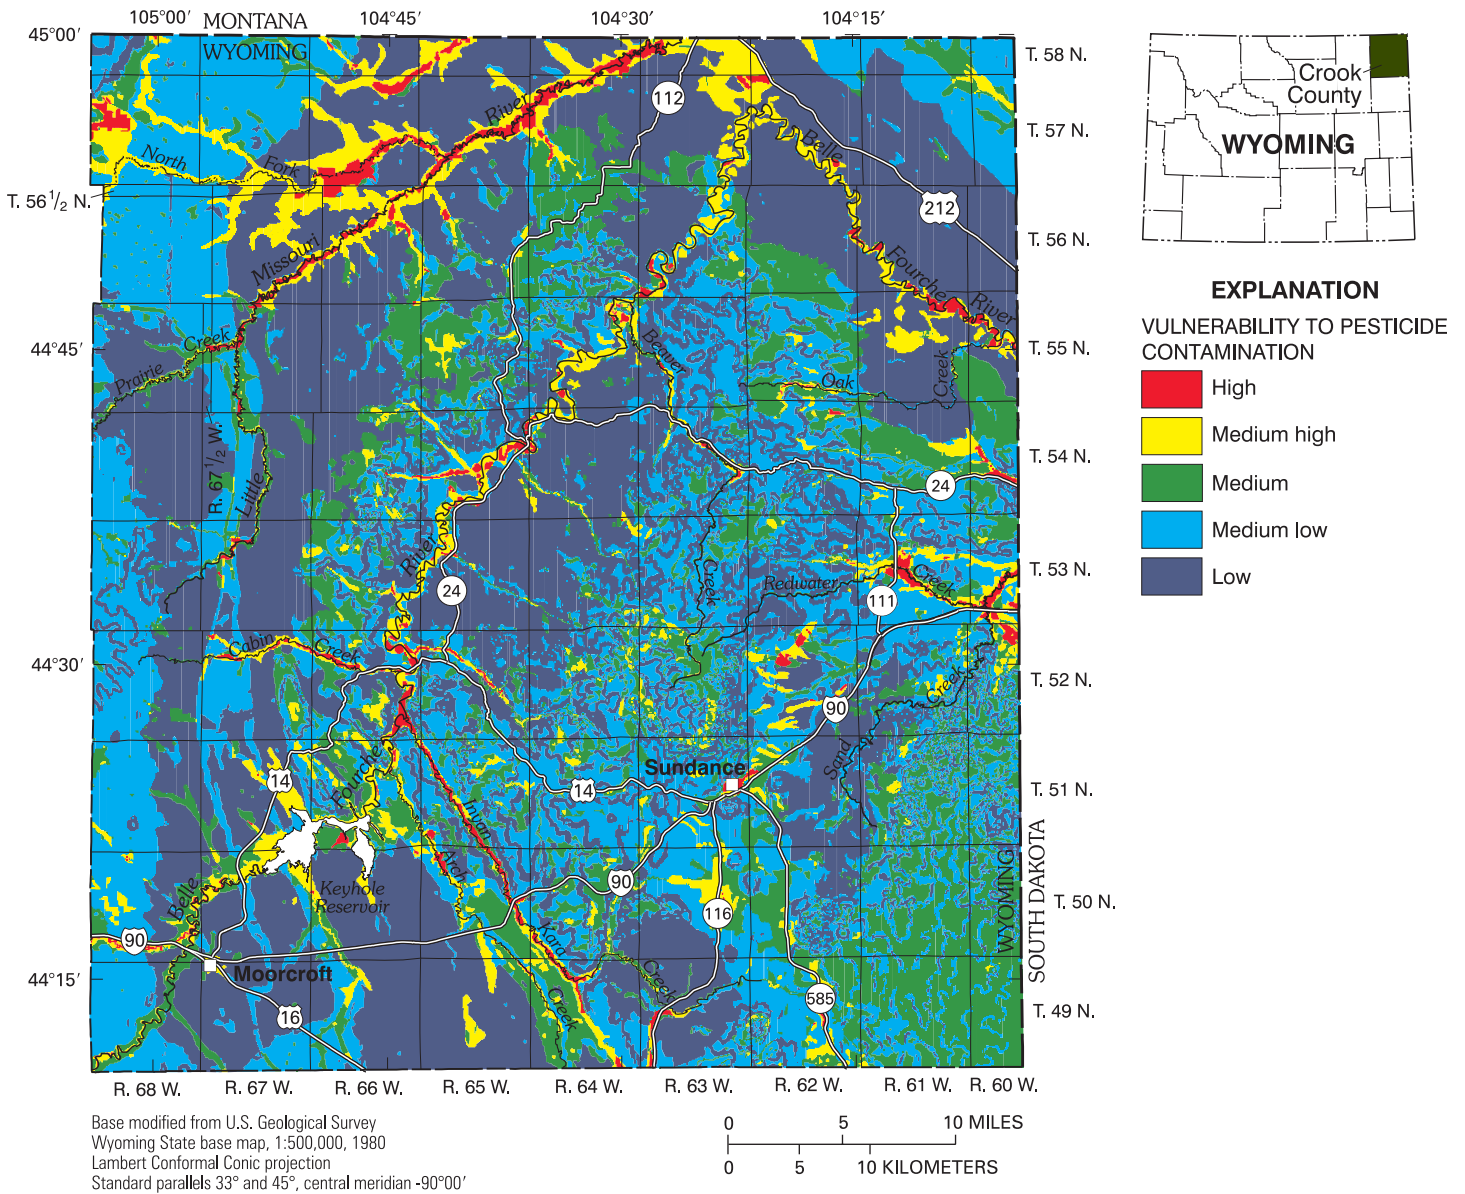 105°00′
MONTANA
104°45′
104°30′
104°15′
45°00′
WYOMING
T. 58 N.
112
River
T. 57 N.
Belle
North
Fork
T. 56 1/2 N.
212
T. 56 N.
Missouri
Fourche
River
Creek
Beaver
44°45′
T. 55 N.
Prairie
Oak
Creek
R. 67 1/2 W.
T. 54 N.
24
Little
River
T. 53 N.
Redwater
Creek
Creek
24
111
Cabin
Creek
44°30′
T. 52 N.
Creek
90
Sand
Fourche
Sundance
14
14
T. 51 N.
Inyan
Arch
Keyhole
Reservoir
90
Belle
116
T. 50 N.
WYOMING
SOUTH DAKOTA
90
Kara
Creek
Moorcroft
44°15′
Creek
585
16
T. 49 N.
R. 68 W.
R. 67 W.
R. 66 W.
R. 65 W.
R. 64 W.
R. 63 W.
R. 62 W.
R. 61 W.
R. 60 W.
Crook
County
WYOMING
EXPLANATION
VULNERABILITY TO PESTICIDE
CONTAMINATION
High
Medium high
Medium
Medium low
Low
Base modified from U.S. Geological Survey
Wyoming State base map, 1:500,000, 1980
Lambert Conformal Conic projection
Standard parallels 33° and 45°, central meridian -90°00′
0 5 10 MILES
0 5 10 KILOMETERS